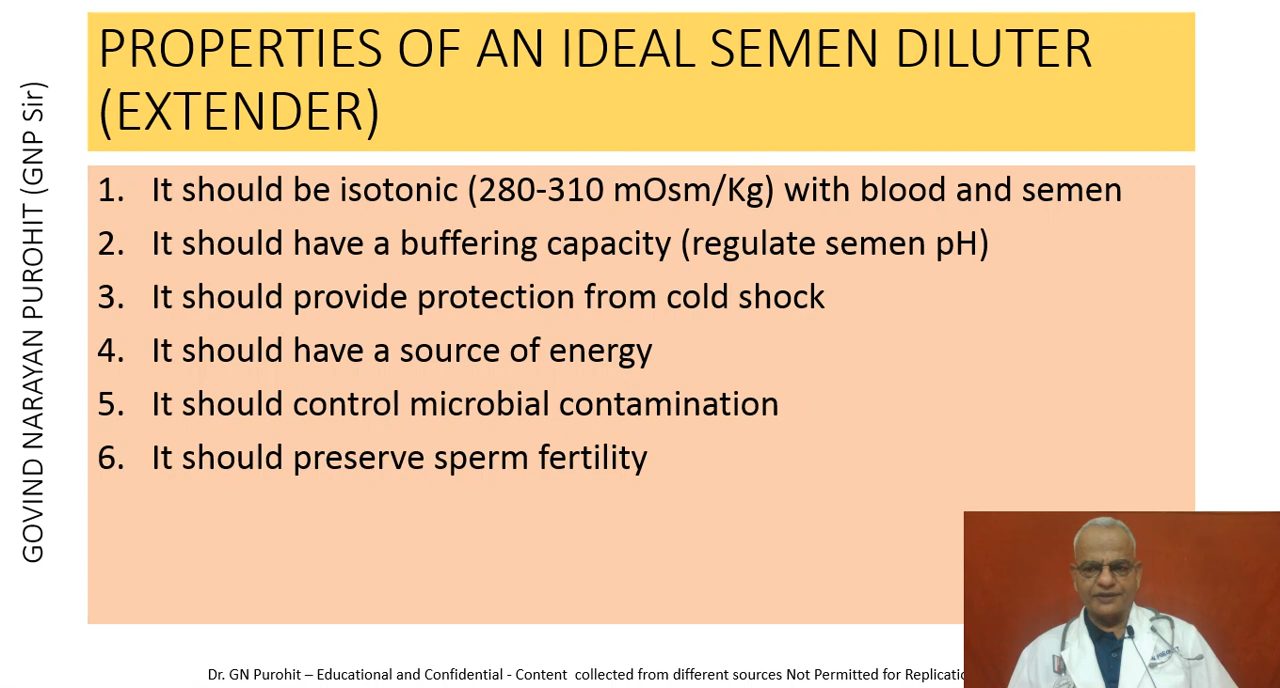 PROPERTIES OF AN IDEAL SEMEN DILUTER
(EXTENDER)
GOVIND NARAYAN PUROHIT (GNP Sir)
1. It should be isotonic (280-310 mOsm/Kg) with blood and semen
2. It should have a buffering capacity (regulate semen pH)
3. It should provide protection from cold shock
4. It should have a source of energy
5. It should control microbial contamination
6. It should preserve sperm fertility
Dr. GN Purohit – Educational and Confidential - Content collected from different sources Not Permitted for